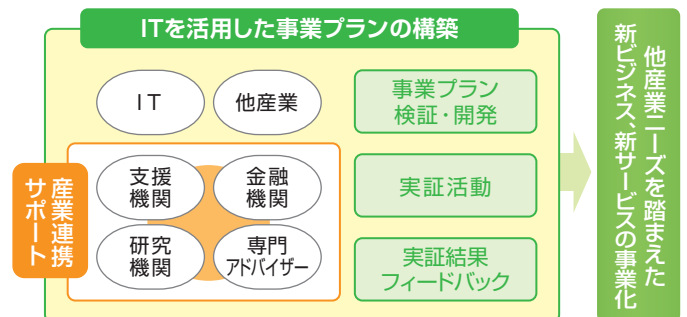 ITを活用した事業プランの構築
IT
他産業
支援
機関
金融
機関
研究
機関
専門
アドバイザー
産業連携
サポート
事業プラン
検証・開発
実証活動
実証結果
フィードバック
他産業ニーズを踏まえた
新ビジネス、新サービスの事業化